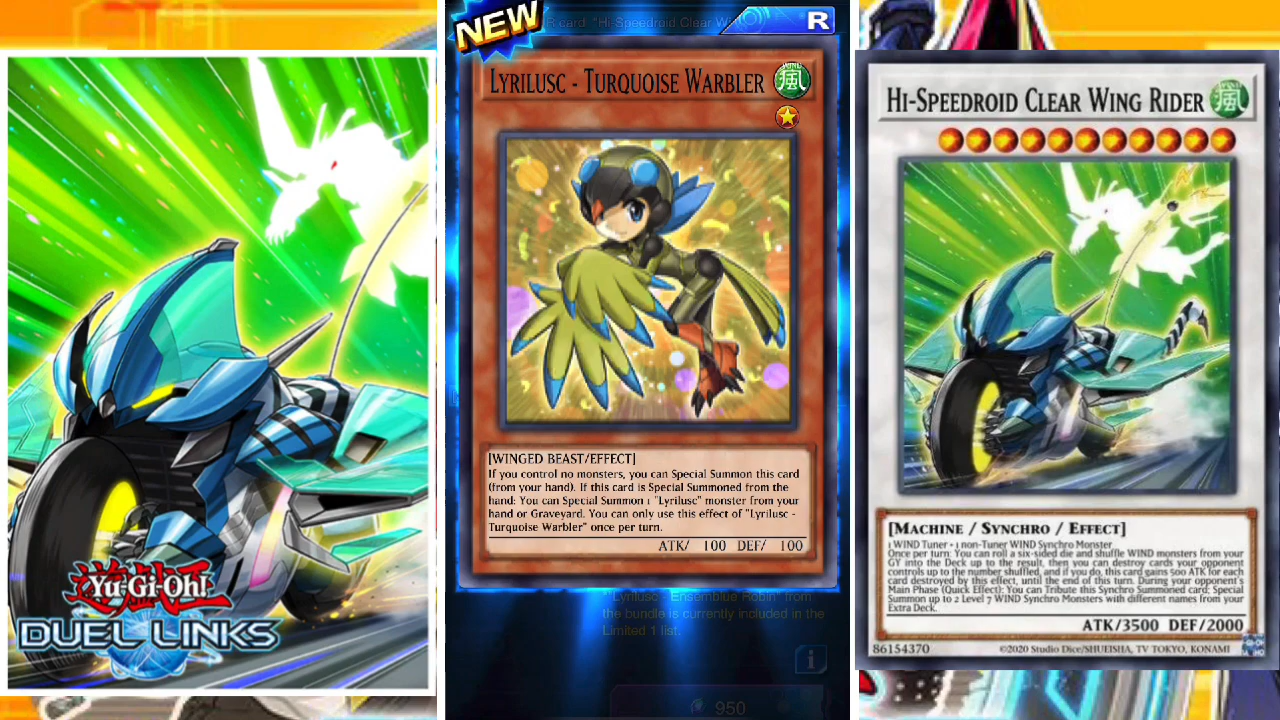 Yu-Gi-Oh!
DUEL LINKS
NEW
R card "Hi-Speedroid Clear Wi
R
LYRILUSC - TURQUOISE WARBLER
風
[WINGED BEAST/EFFECT]
If you control no monsters, you can Special Summon this card
(from your hand). If this card is Special Summoned from the
hand: You can Special Summon 1 "Lyrilusc" monster from your
hand or Graveyard. You can only use this effect of "Lyrilusc -
Turquoise Warbler" once per turn.
ATK/ 100 DEF/ 100
"Lyrilusc - Ensemblue Robin" from
the bundle is currently included in the
Limited 1 list.
i
950
HI-SPEEDROID CLEAR WING RIDER
風
[MACHINE / SYNCHRO / EFFECT]
1 WIND Tuner + 1 non-Tuner WIND Synchro Monster
Once per turn: You can roll a six-sided die and shuffle WIND monsters from your
GY into the Deck up to the result, then you can destroy cards your opponent
controls up to the number shuffled, and if you do, this card gains 500 ATK for each
card destroyed by this effect, until the end of this turn. During your opponent's
Main Phase (Quick Effect): You can Tribute this Synchro Summoned card; Special
Summon up to 2 Level 7 WIND Synchro Monsters with different names from your
Extra Deck.
ATK/3500 DEF/2000
86154370
©2020 Studio Dice/SHUEISHA, TV TOKYO, KONAMI